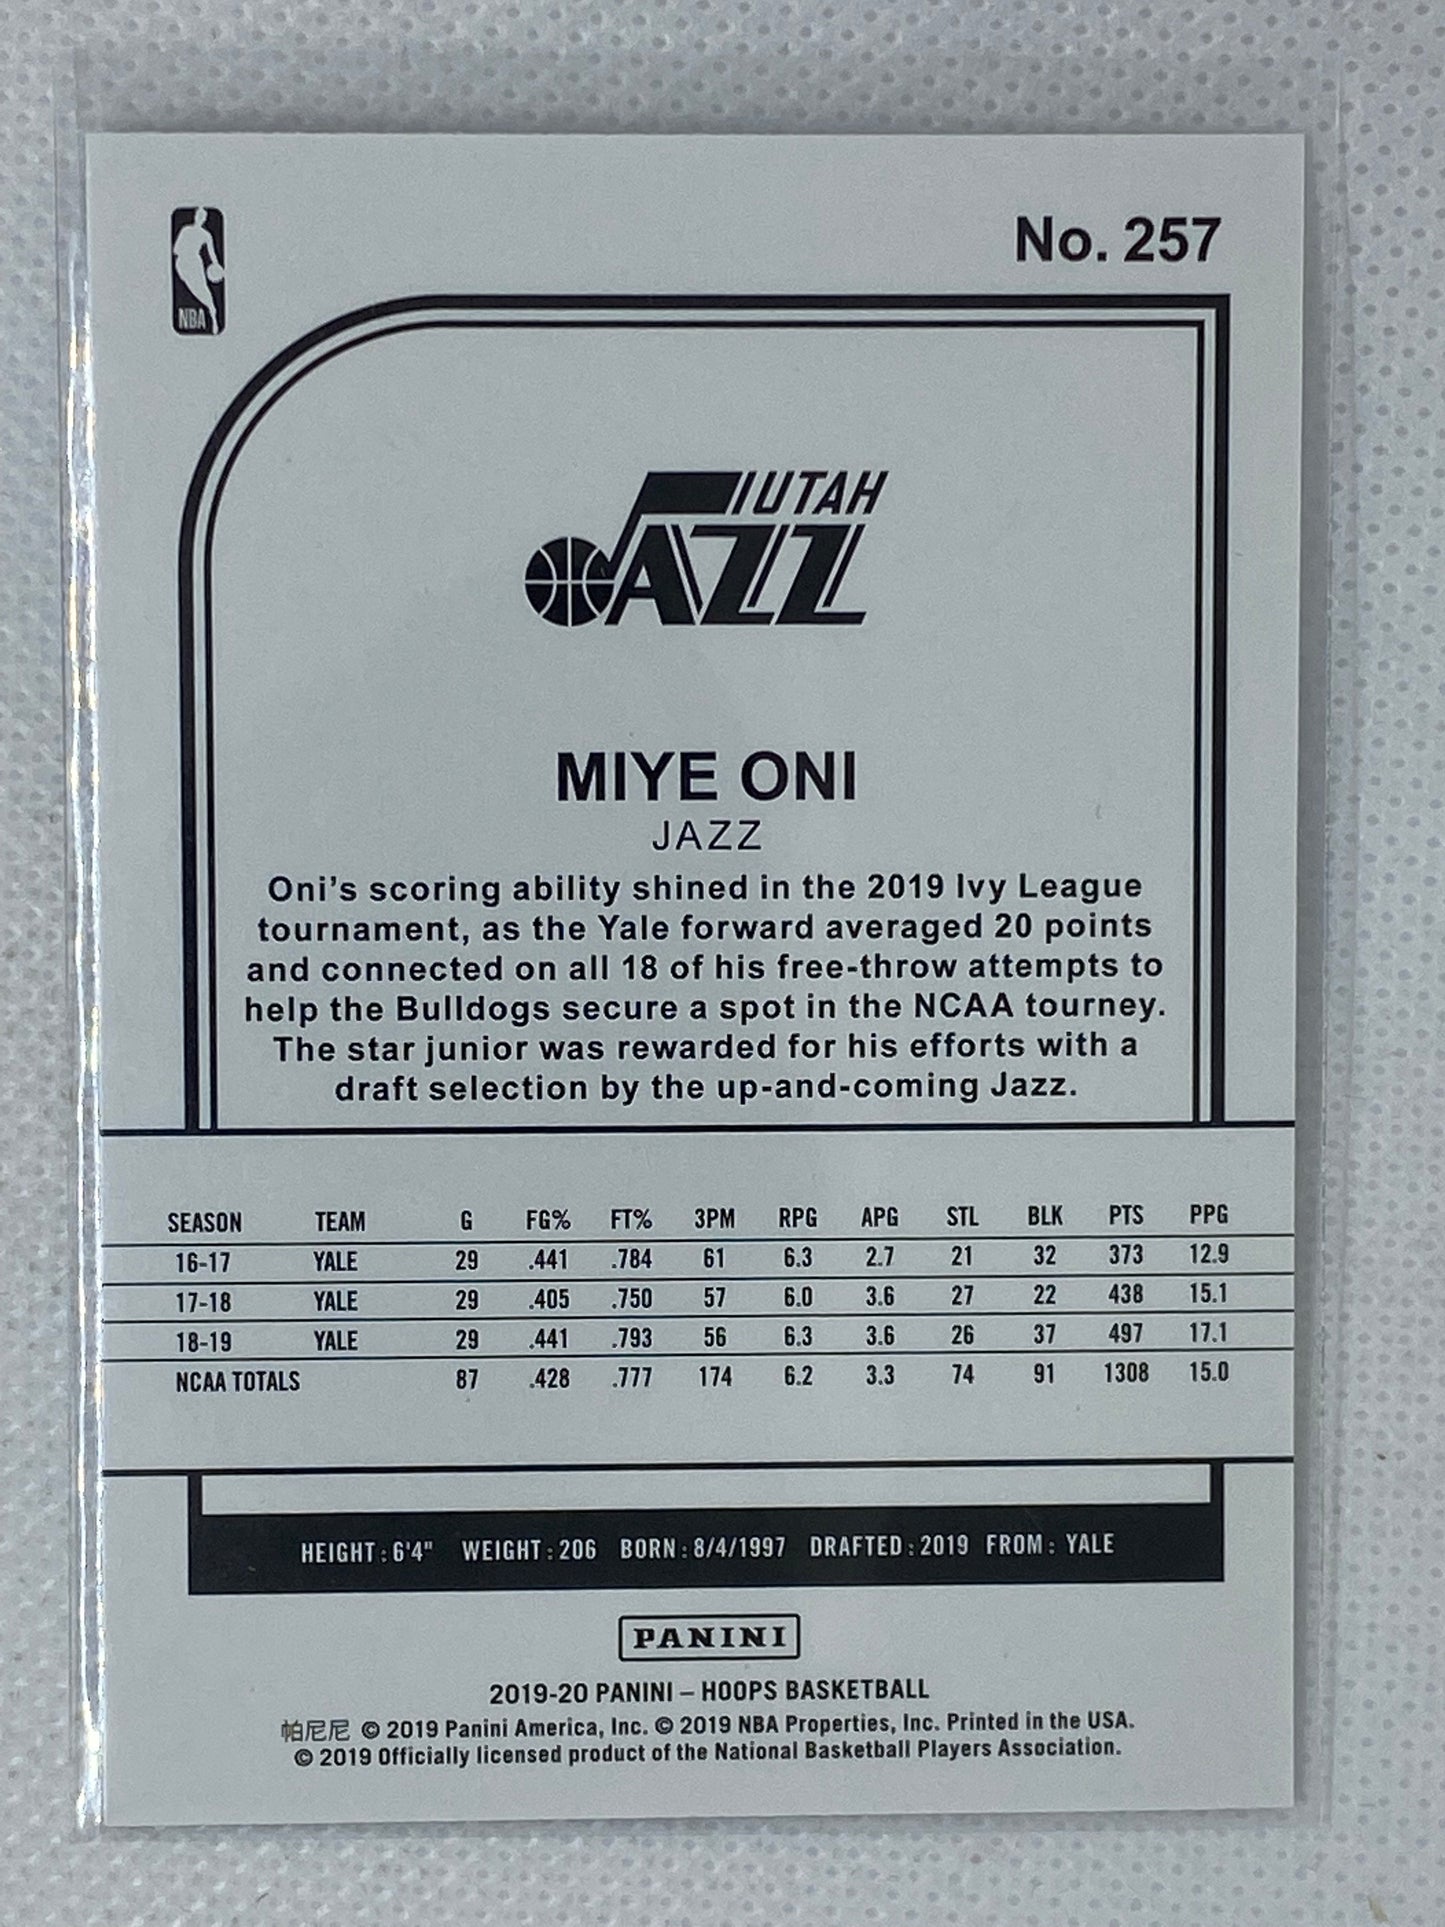 NBA
No. 257
UTAH
JAZZ
MIYE ONI
JAZZ
Oni's scoring ability shined in the 2019 Ivy League
tournament, as the Yale forward averaged 20 points
and connected on all 18 of his free-throw attempts to
help the Bulldogs secure a spot in the NCAA tourney.
The star junior was rewarded for his efforts with a
draft selection by the up-and-coming Jazz.
SEASON TEAM G FG% FT% 3PM RPG APG STL BLK PTS PPG
16-17 YALE 29 .441 .784 61 6.3 2.7 21 32 373 12.9
17-18 YALE 29 .405 .750 57 6.0 3.6 27 22 438 15.1
18-19 YALE 29 .441 .793 56 6.3 3.6 26 37 497 17.1
NCAA TOTALS 87 .428 .777 174 6.2 3.3 74 91 1308 15.0
HEIGHT: 6'4" WEIGHT: 206 BORN: 8/4/1997 DRAFTED: 2019 FROM: YALE
PANINI
2019-20 PANINI – HOOPS BASKETBALL
帕尼尼 © 2019 Panini America, Inc. © 2019 NBA Properties, Inc. Printed in the USA.
© 2019 Officially licensed product of the National Basketball Players Association.